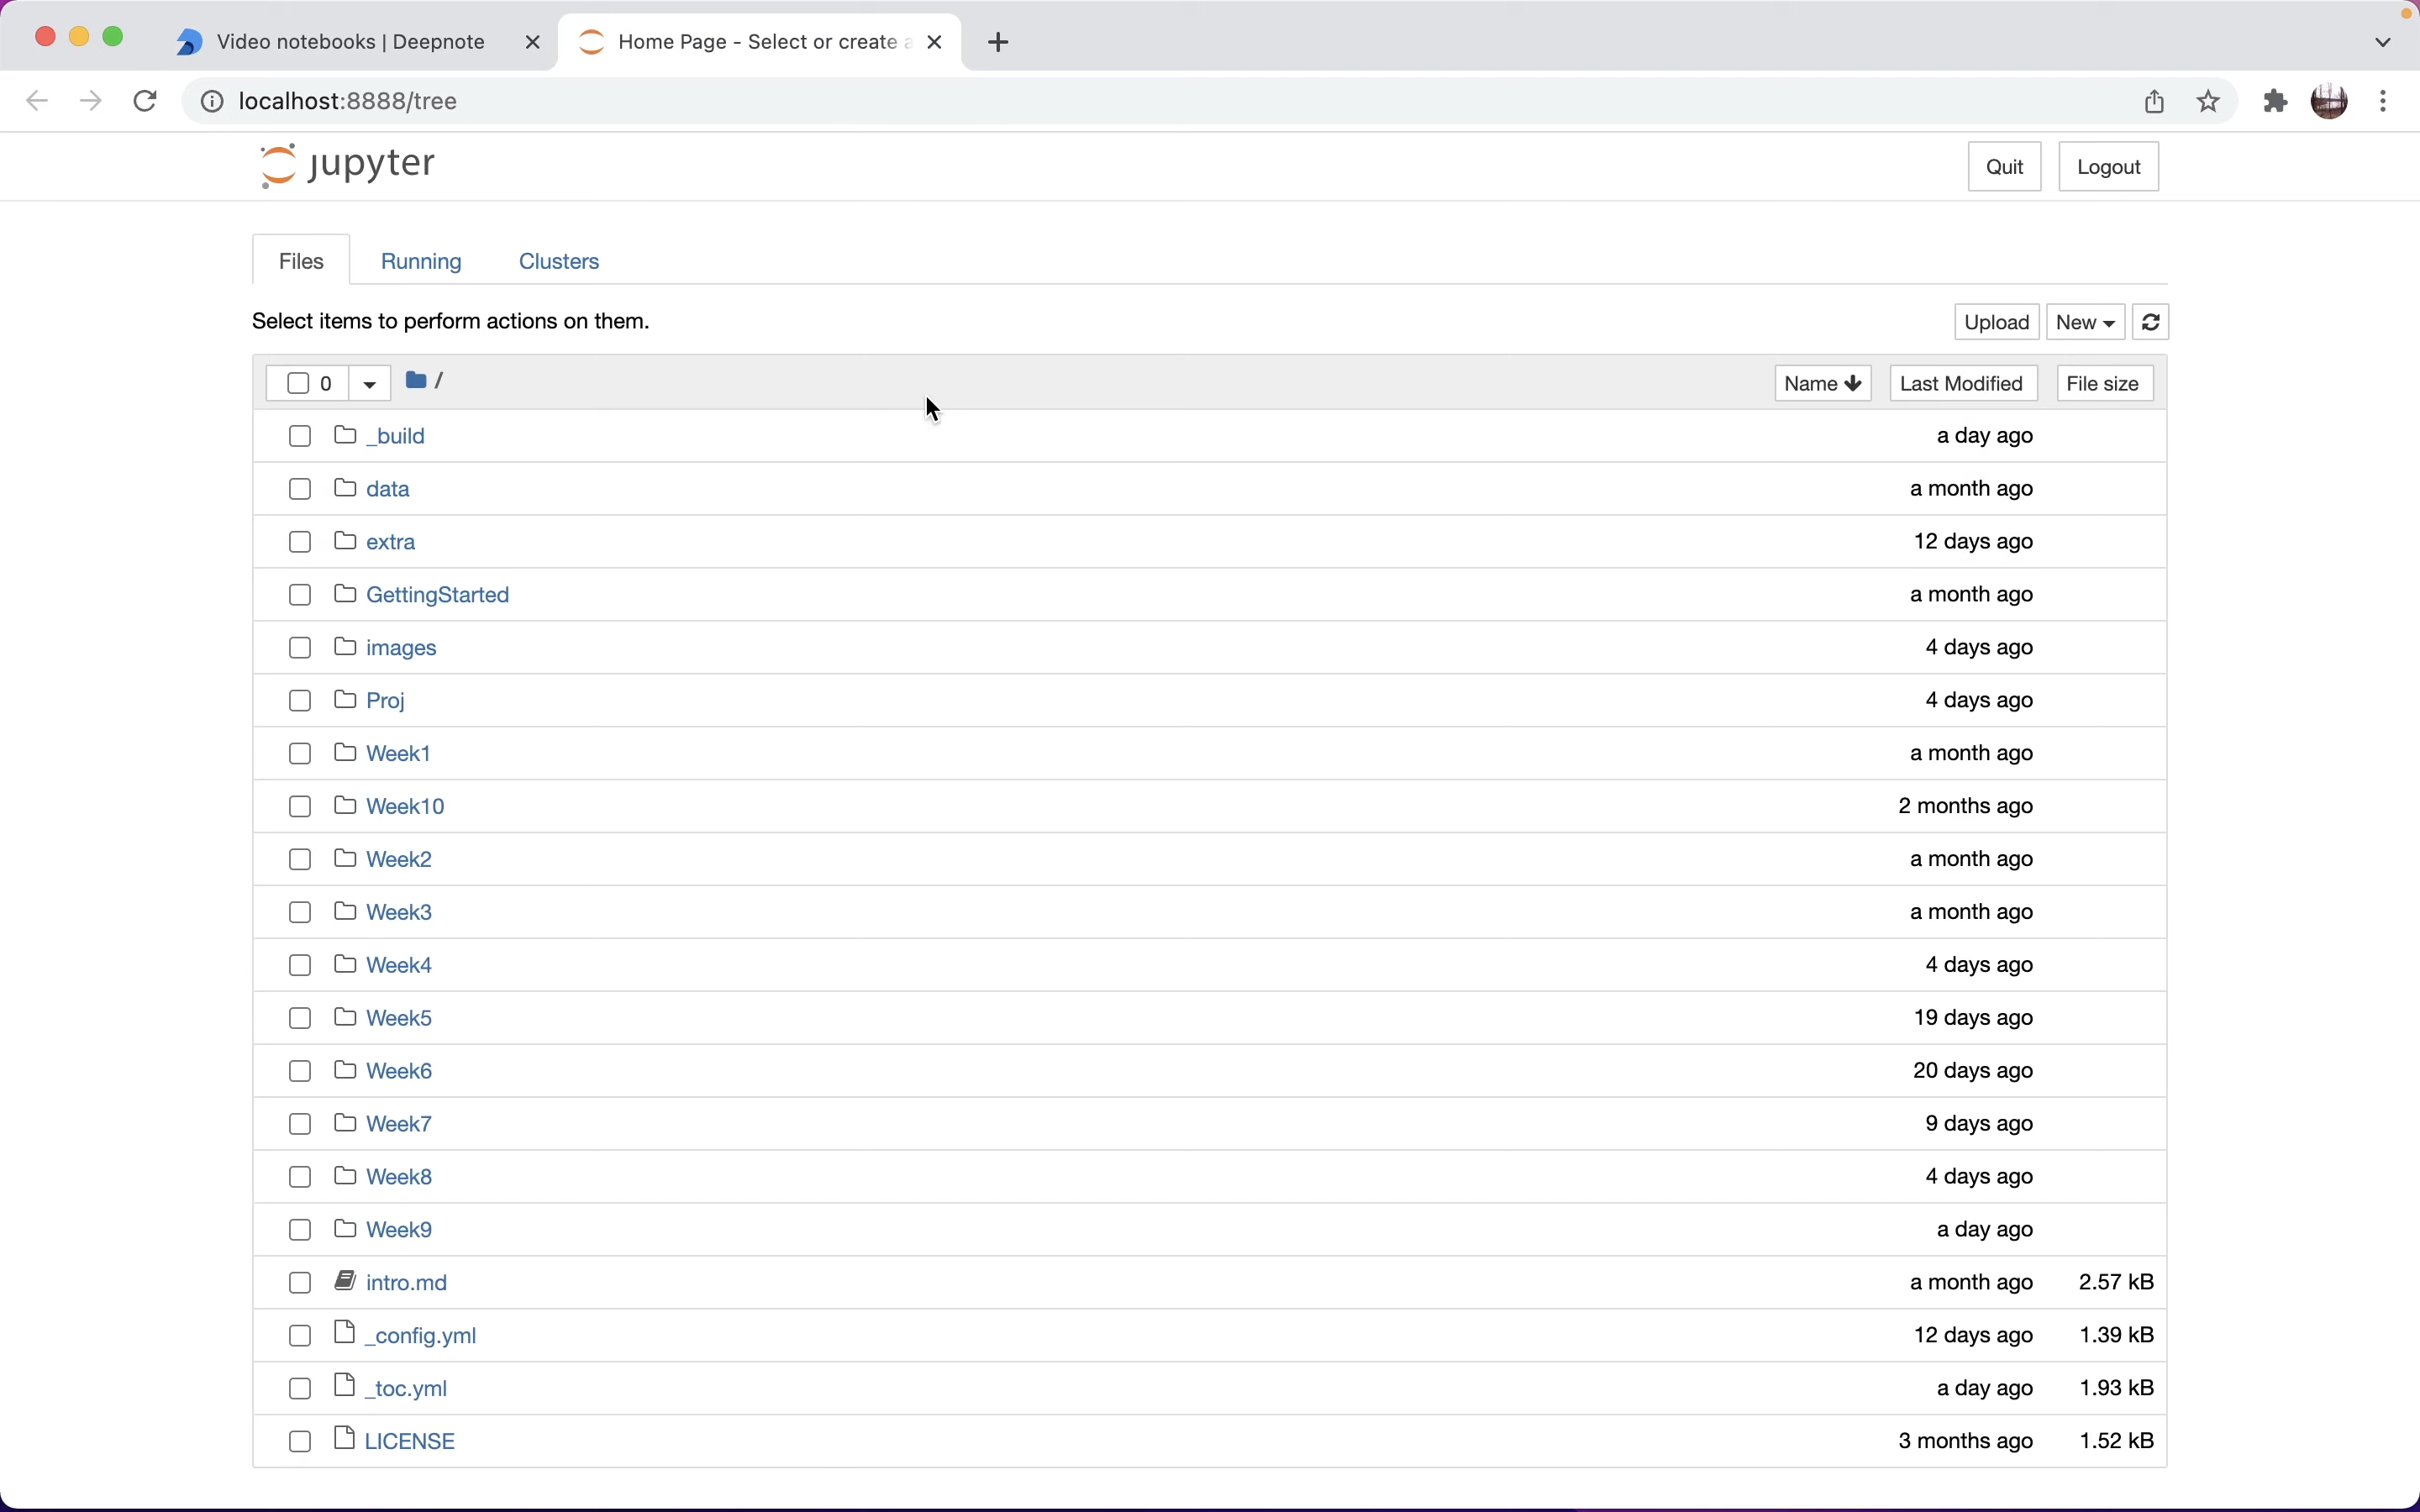 Video notebooks | Deepnote
Home Page - Select or create a
localhost:8888/tree
jupyter
Quit
Logout
Files
Running
Clusters
Select items to perform actions on them.
Upload
New
0
/
Name
Last Modified
File size
_build a day ago
data a month ago
extra 12 days ago
GettingStarted a month ago
images 4 days ago
Proj 4 days ago
Week1 a month ago
Week10 2 months ago
Week2 a month ago
Week3 a month ago
Week4 4 days ago
Week5 19 days ago
Week6 20 days ago
Week7 9 days ago
Week8 4 days ago
Week9 a day ago
intro.md a month ago 2.57 kB
_config.yml 12 days ago 1.39 kB
_toc.yml a day ago 1.93 kB
LICENSE 3 months ago 1.52 kB